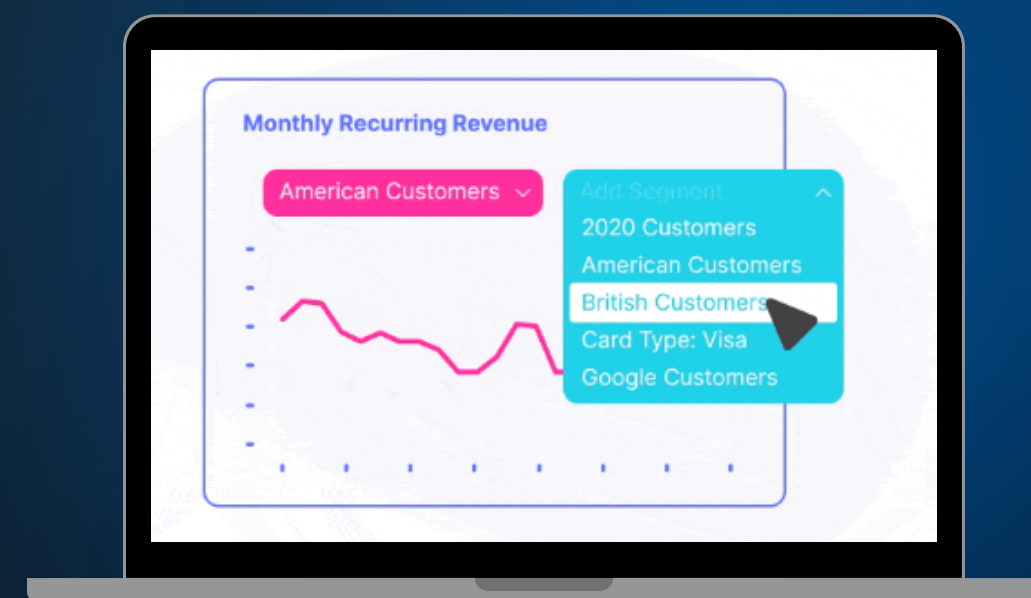 Monthly Recurring Revenue
American Customers
Add Segment
2020 Customers
American Customers
British Customers
Card Type: Visa
Google Customers